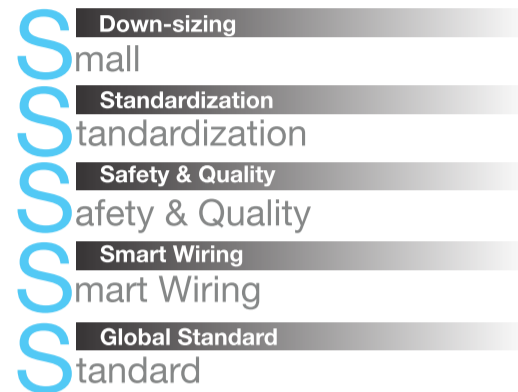 Down-sizing
Small
Standardization
Standardization
Safety & Quality
Safety & Quality
Smart Wiring
Smart Wiring
Global Standard
Standard